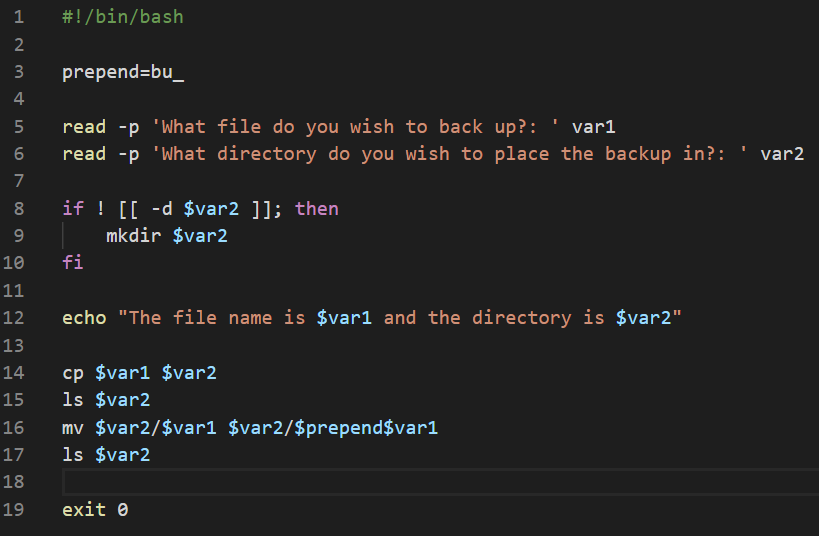 1 #!/bin/bash
2
3 prepend=bu_
4
5 read -p 'What file do you wish to back up?: ' var1
6 read -p 'What directory do you wish to place the backup in?: ' var2
7
8 if ! [[ -d $var2 ]]; then
9     mkdir $var2
10 fi
11
12 echo "The file name is $var1 and the directory is $var2"
13
14 cp $var1 $var2
15 ls $var2
16 mv $var2/$var1 $var2/$prepend$var1
17 ls $var2
18
19 exit 0